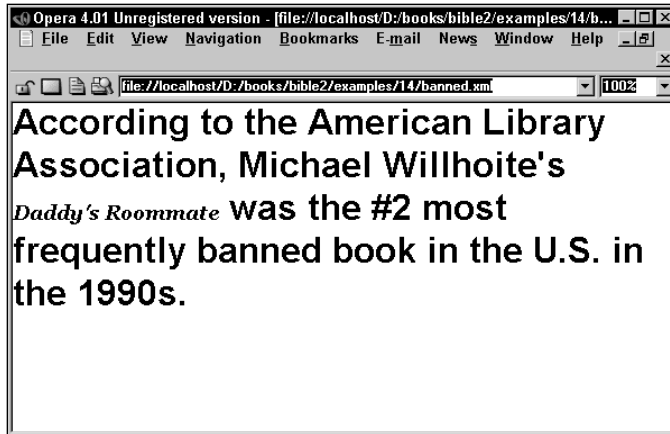 Opera 4.01 Unregistered version - [file://localhost/D:/books/bible2/examples/14/b...
File Edit View Navigation Bookmarks E-mail News Window Help
file://localhost/D:/books/bible2/examples/14/banned.xml 100%
According to the American Library
Association, Michael Willhoite's
Daddy's Roommate was the #2 most
frequently banned book in the U.S. in
the 1990s.